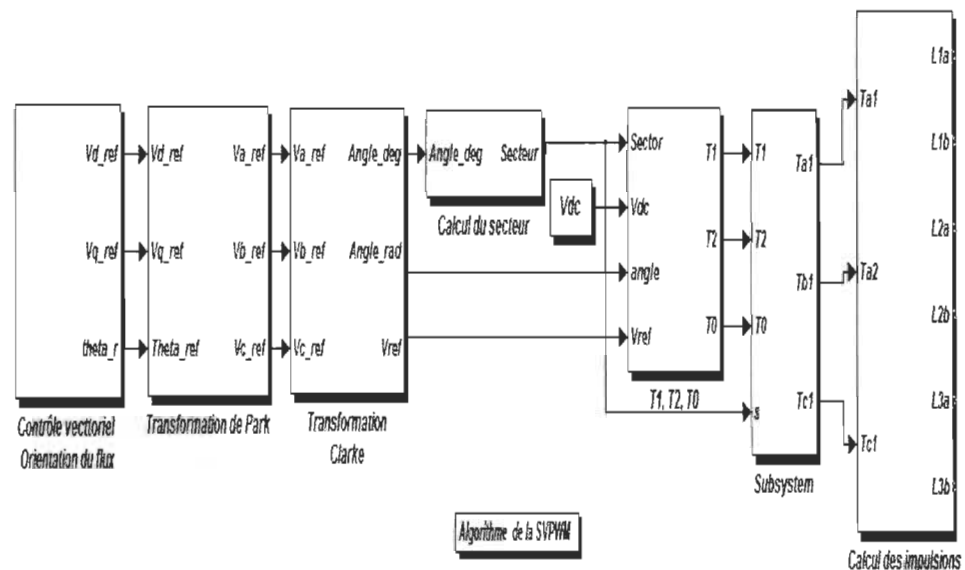 Vd_ref
Vq_ref
theta_r
Contrôle vecttoriel
Orientation du flux
Vd_ref
Vq_ref
Theta_ref
Va_ref
Vb_ref
Vc_ref
Transformation de Park
Va_ref
Vb_ref
Vc_ref
Angle_deg
Angle_rad
Vref
Transformation
Clarke
Angle_deg
Secteur
Calcul du secteur
Vdc
Sector
Vdc
angle
Vref
T1
T2
T0
T1, T2, T0
T1
T2
T0
s
Ta1
Tb1
Tc1
Subsystem
Ta1
Ta2
Tc1
L1a
L1b
L2a
L2b
L3a
L3b
Calcul des impulsions
Algorithme de la SVPWM